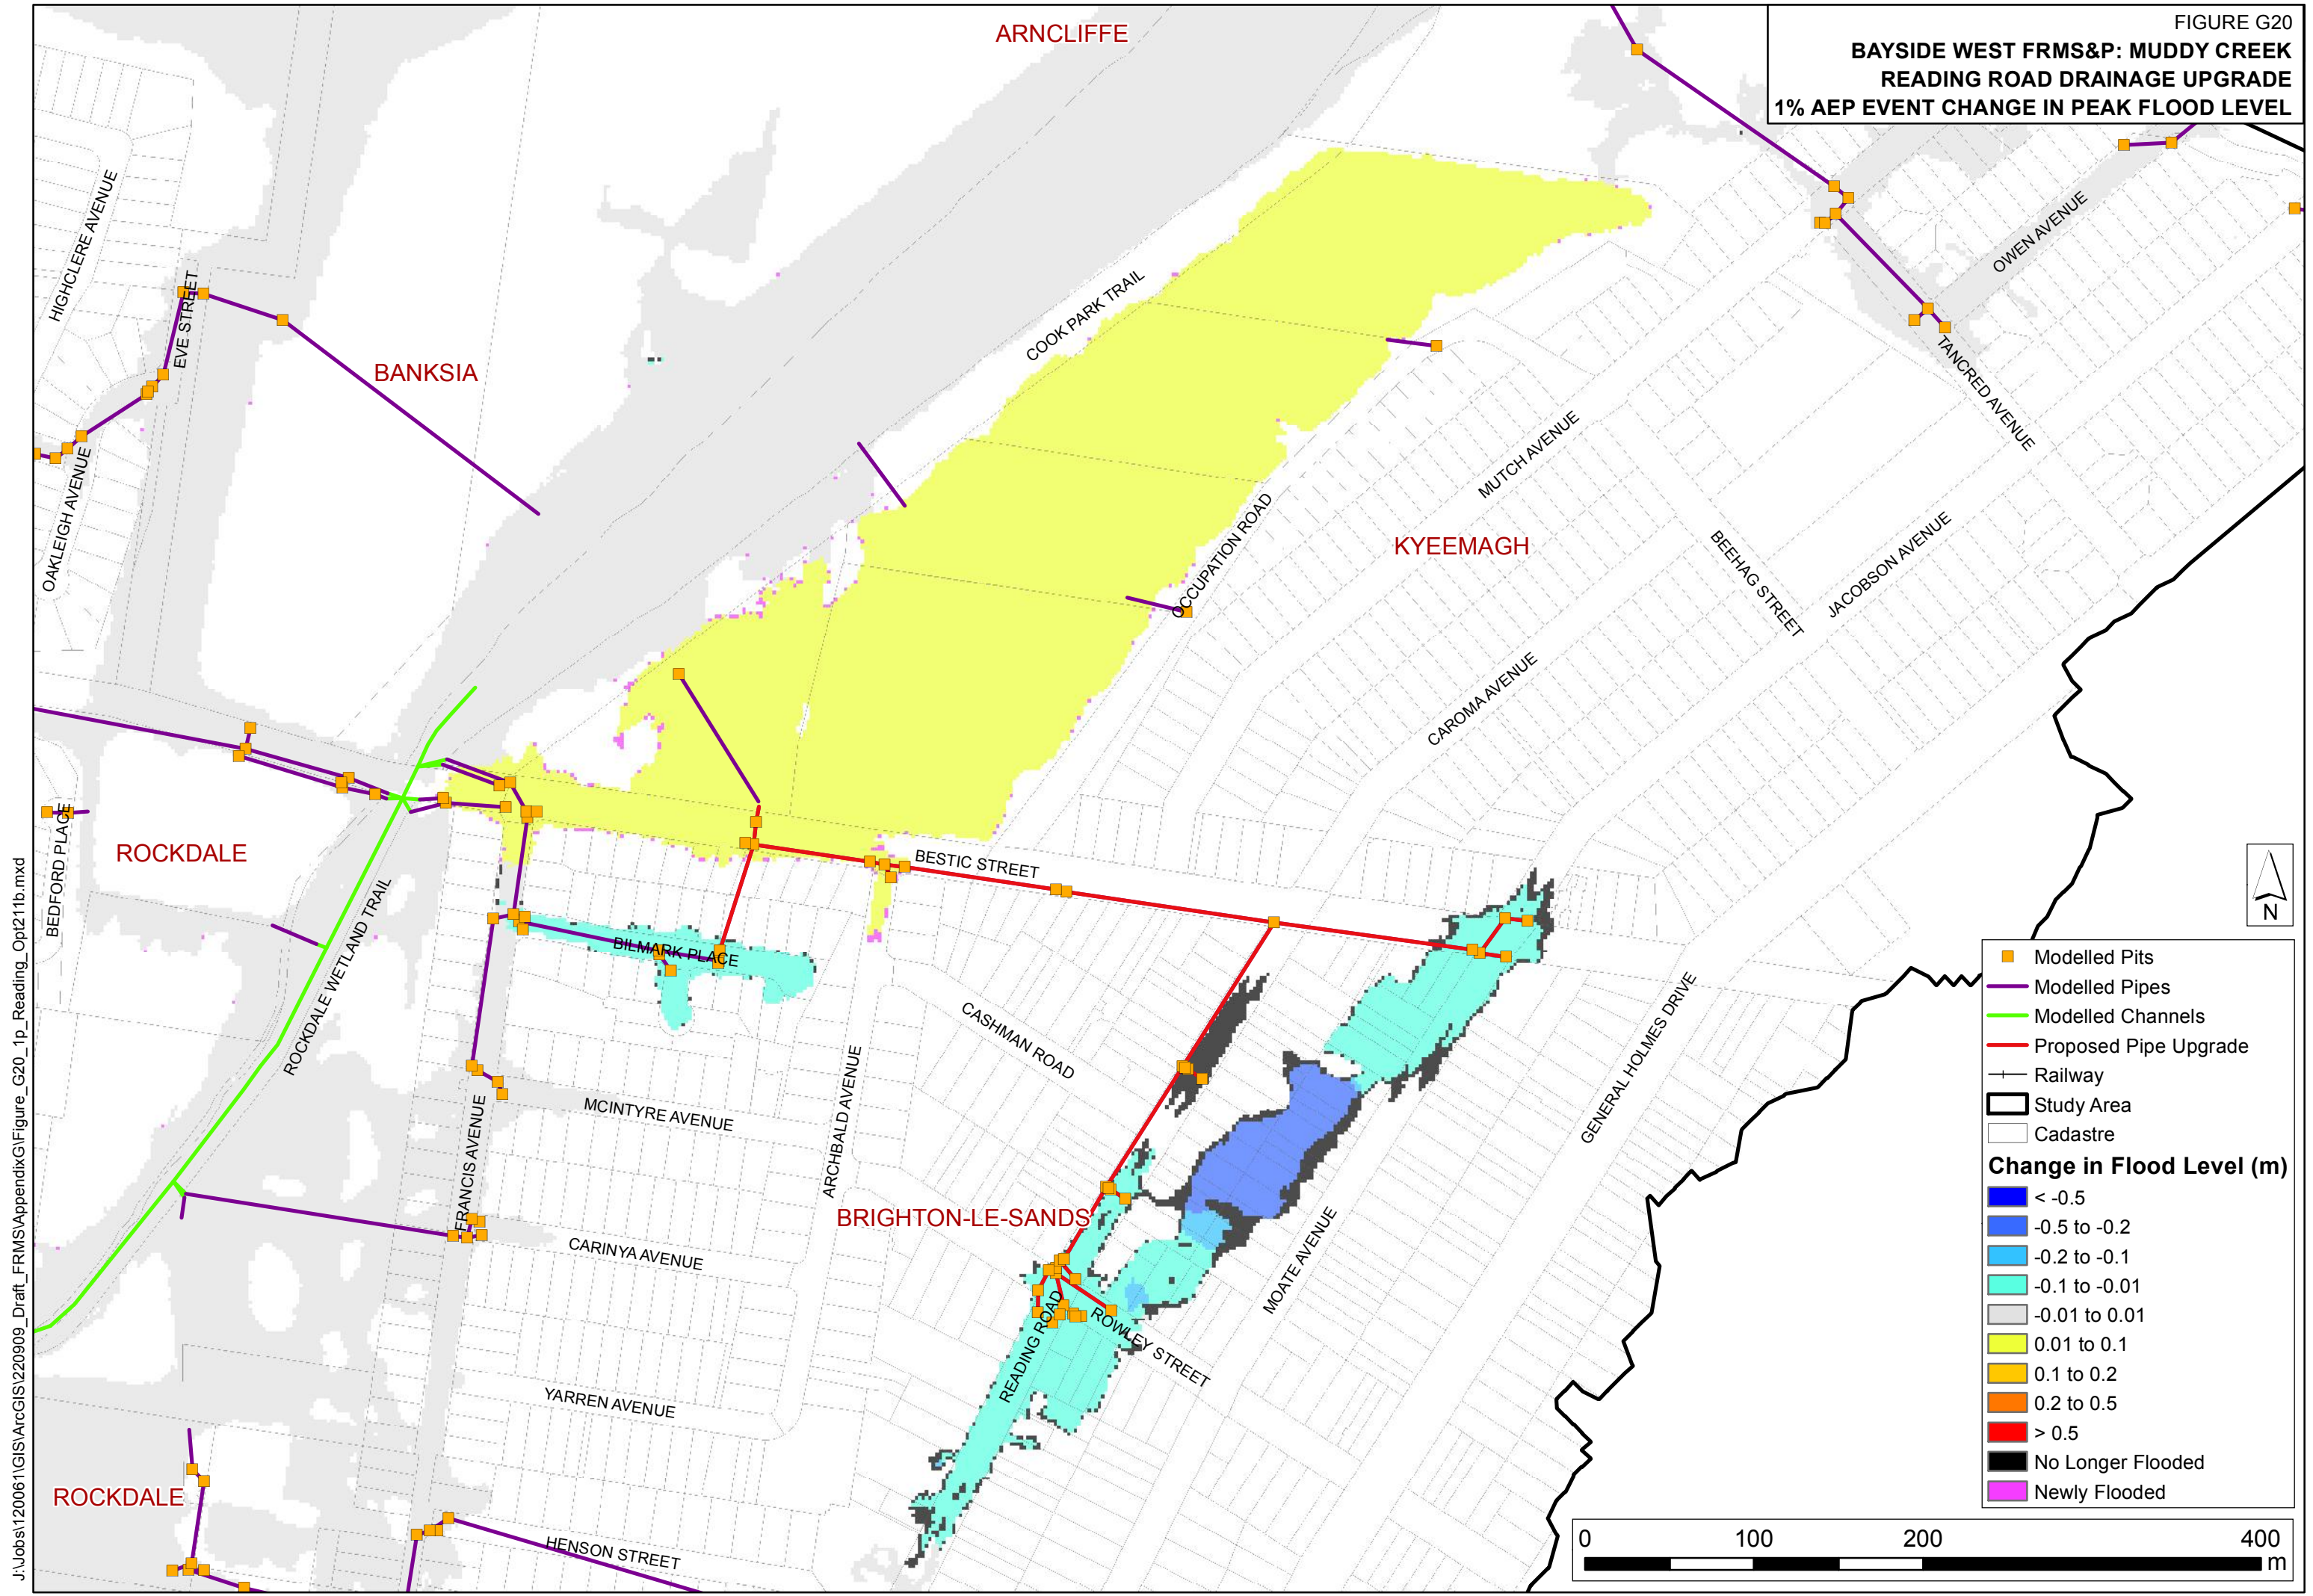 FIGURE G20
BAYSIDE WEST FRMS&P: MUDDY CREEK
READING ROAD DRAINAGE UPGRADE
1% AEP EVENT CHANGE IN PEAK FLOOD LEVEL
ARNCLIFFE
HIGHCLERE AVENUE
EVE STREET
OAKLEIGH AVENUE
BANKSIA
COOK PARK TRAIL
OWEN AVENUE
TANCRED AVENUE
MUTCH AVENUE
KYEEMAGH
OCCUPATION ROAD
BEEHAG STREET
JACOBSON AVENUE
CAROMA AVENUE
ROCKDALE
BEDFORD PLACE
ROCKDALE WETLAND TRAIL
BESTIC STREET
BILMARK PLACE
CASHMAN ROAD
GENERAL HOLMES DRIVE
MCINTYRE AVENUE
FRANCIS AVENUE
ARCHBALD AVENUE
BRIGHTON-LE-SANDS
CARINYA AVENUE
MOATE AVENUE
READING ROAD
ROWLEY STREET
YARREN AVENUE
ROCKDALE
HENSON STREET
N
Modelled Pits
Modelled Pipes
Modelled Channels
Proposed Pipe Upgrade
Railway
Study Area
Cadastre
Change in Flood Level (m)
< -0.5
-0.5 to -0.2
-0.2 to -0.1
-0.1 to -0.01
-0.01 to 0.01
0.01 to 0.1
0.1 to 0.2
0.2 to 0.5
> 0.5
No Longer Flooded
Newly Flooded
0 100 200 400
m
J:\Jobs\120061\GIS\ArcGIS\220909_Draft_FRMS\AppendixG\Figure_G20_1p_Reading_Opt211b.mxd